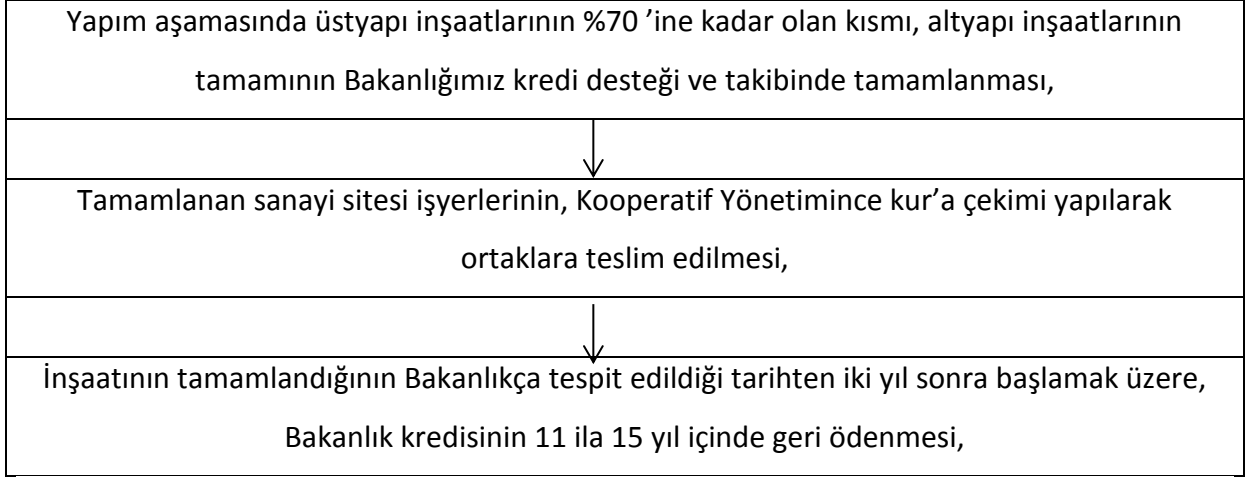 Yapım aşamasında üstyapı inşaatlarının %70 ’ine kadar olan kısmı, altyapı inşaatlarının
tamamının Bakanlığımız kredi desteği ve takibinde tamamlanması,
Tamamlanan sanayi sitesi işyerlerinin, Kooperatif Yönetimince kur’a çekimi yapılarak
ortaklara teslim edilmesi,
İnşaatının tamamlandığının Bakanlıkça tespit edildiği tarihten iki yıl sonra başlamak üzere,
Bakanlık kredisinin 11 ila 15 yıl içinde geri ödenmesi,